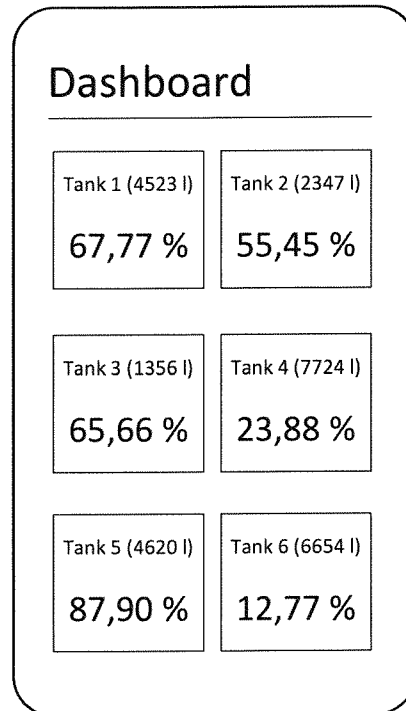 Dashboard
Tank 1 (4523 l)
67,77 %
Tank 2 (2347 l)
55,45 %
Tank 3 (1356 l)
65,66 %
Tank 4 (7724 l)
23,88 %
Tank 5 (4620 l)
87,90 %
Tank 6 (6654 l)
12,77 %